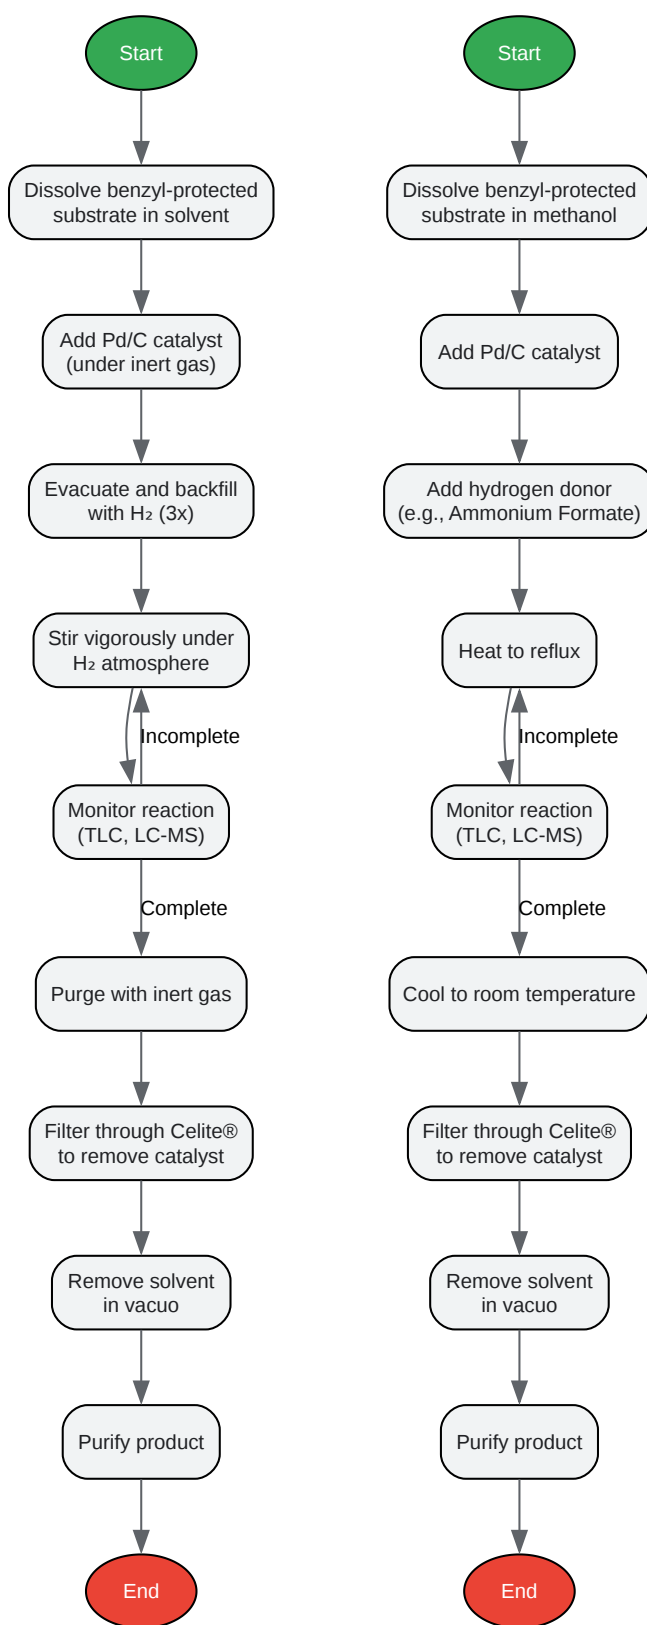 Start
Dissolve benzyl-protected
substrate in solvent
Add Pd/C catalyst
(under inert gas)
Evacuate and backfill
with H₂ (3x)
Stir vigorously under
H₂ atmosphere
Incomplete
Monitor reaction
(TLC, LC-MS)
Complete
Purge with inert gas
Filter through Celite®
to remove catalyst
Remove solvent
in vacuo
Purify product
End
Start
Dissolve benzyl-protected
substrate in methanol
Add Pd/C catalyst
Add hydrogen donor
(e.g., Ammonium Formate)
Heat to reflux
Incomplete
Monitor reaction
(TLC, LC-MS)
Complete
Cool to room temperature
Filter through Celite®
to remove catalyst
Remove solvent
in vacuo
Purify product
End